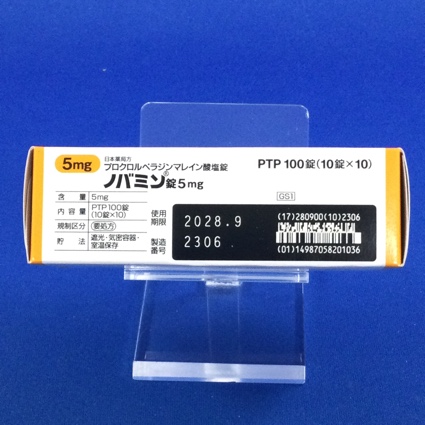 5mg
日本薬局方
プロクロルペラジンマレイン酸塩錠
ノバミン®錠5mg
PTP 100錠(10錠×10)
含量 5mg
内容量 PTP100錠
(10錠×10)
規制区分 要処方
貯法 遮光・気密容器・
室温保存
使用
期限 2028.9
製造
番号 2306
GS1
(17)280900(10)2306
(01)14987058201036